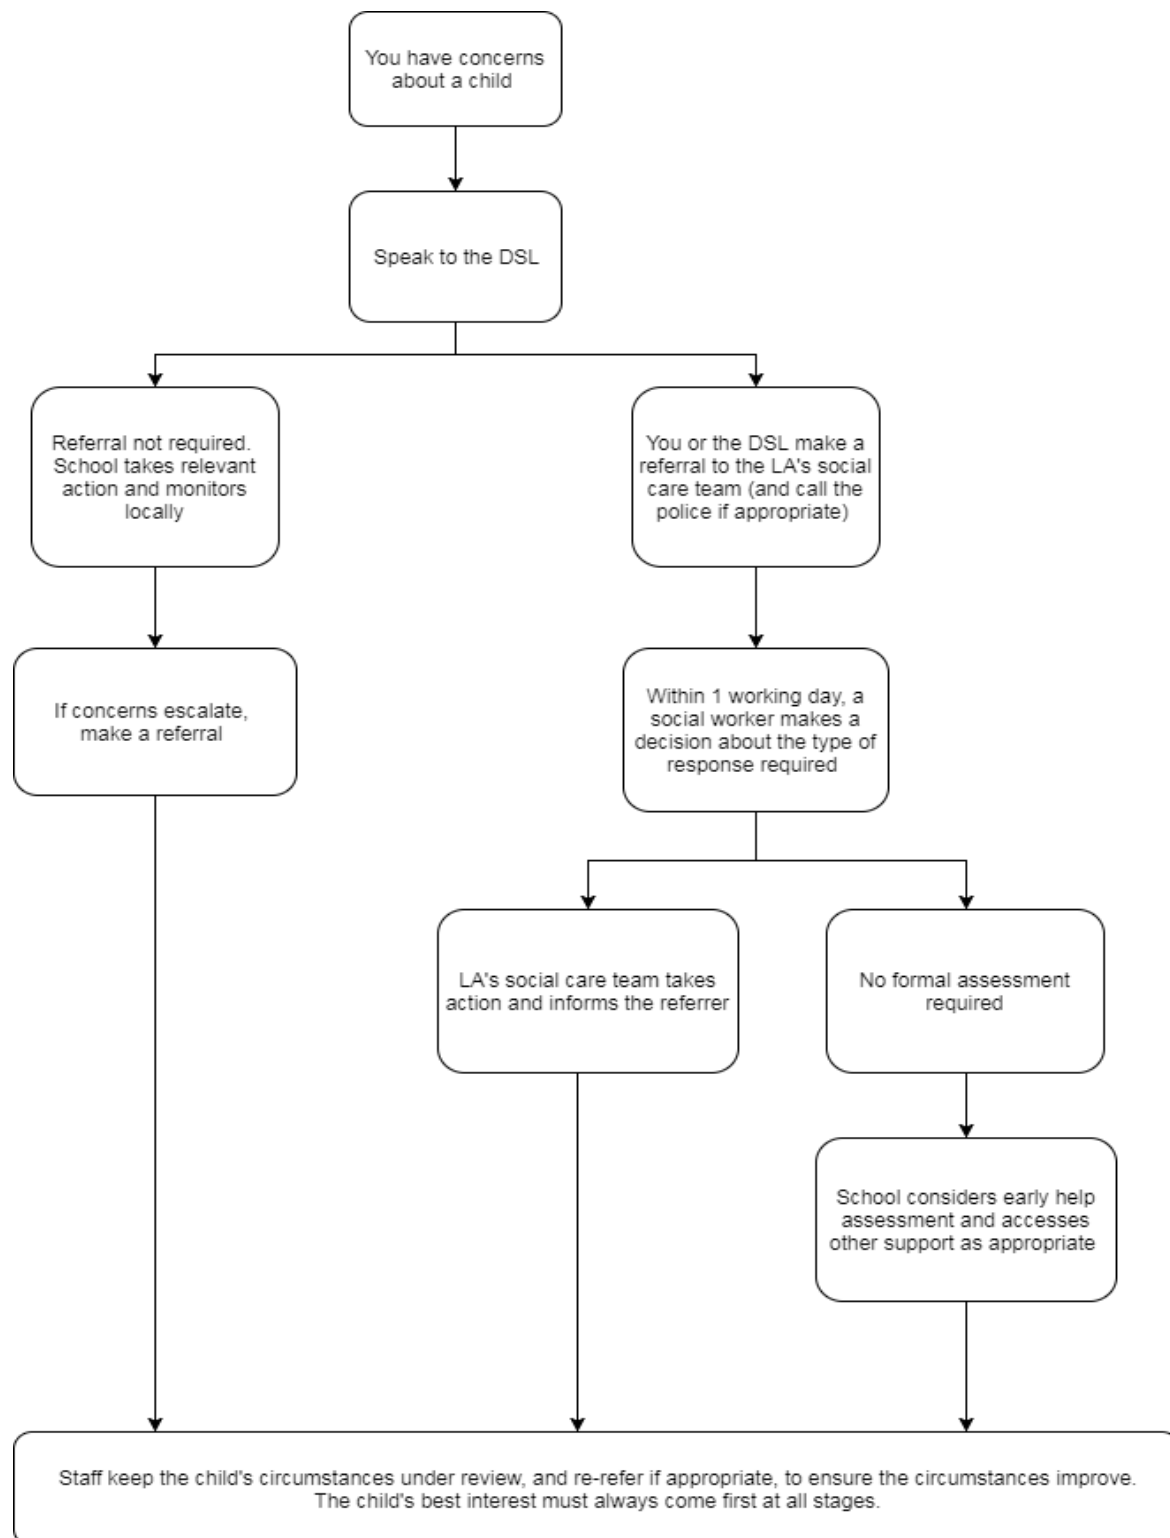 You have concerns
about a child
Speak to the DSL
Referral not required.
School takes relevant
action and monitors
locally
You or the DSL make a
referral to the LA's social
care team (and call the
police if appropriate)
If concerns escalate,
make a referral
Within 1 working day, a
social worker makes a
decision about the type of
response required
LA's social care team takes
action and informs the referrer
No formal assessment
required
School considers early help
assessment and accesses
other support as appropriate
Staff keep the child's circumstances under review, and re-refer if appropriate, to ensure the circumstances improve.
The child's best interest must always come first at all stages.